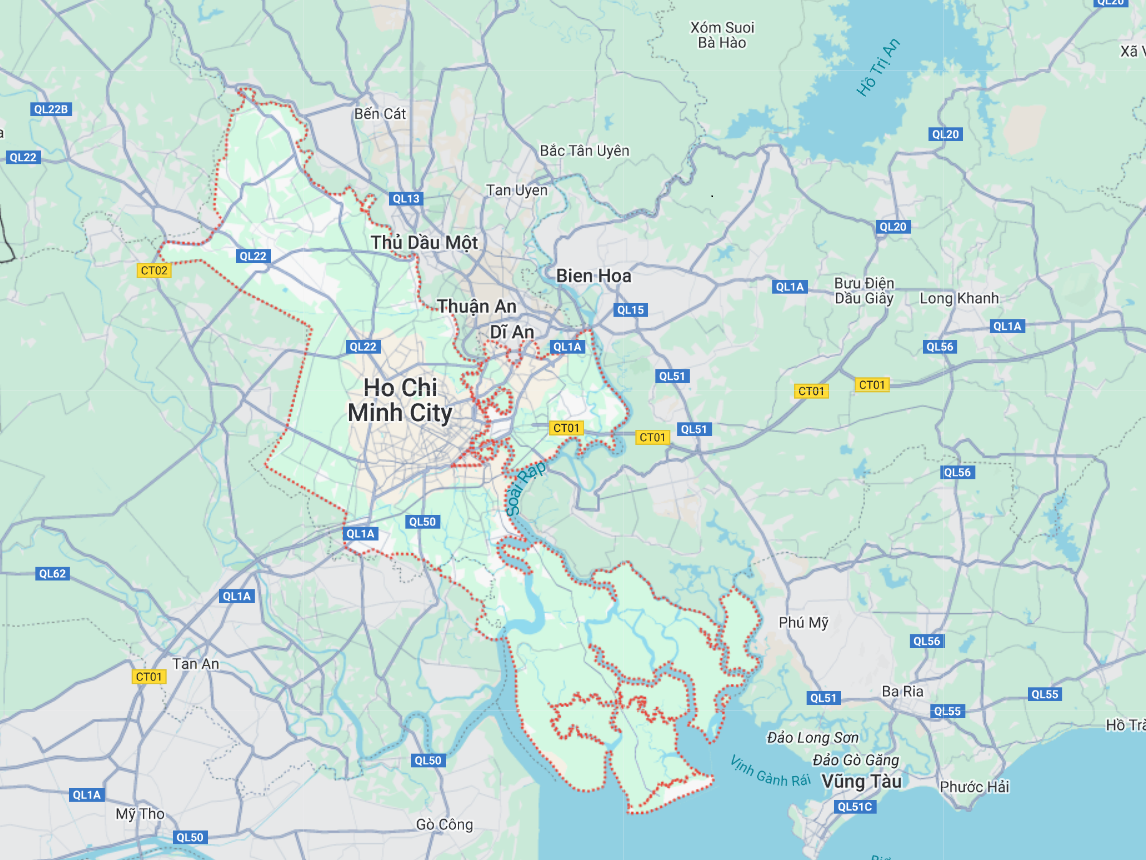 QL20
Xóm Suoi
Bà Hào
Hồ Trị An
QL22B
Bến Cát
QL20
QL22
Bắc Tân Uyên
Tan Uyen
QL13
QL20
Thủ Dầu Một
QL22
CT02
Bien Hoa
Bưu Điện
Dầu Giây
QL1A
Long Khanh
Thuận An
QL15
Dĩ An
QL1A
QL22
QL1A
QL56
QL51
Ho Chi
Minh City
CT01
CT01
CT01
CT01
QL51
Soài Rạp
QL56
QL50
QL1A
QL62
QL1A
Phú Mỹ
QL56
Tan An
CT01
QL51
Ba Ria
QL55
QL55
Đảo Long Sơn
Đảo Gò Găng
Vịnh Gành Rái
Vũng Tàu
QL50
Phước Hải
QL1A
QL51C
Mỹ Tho
Gò Công
QL50